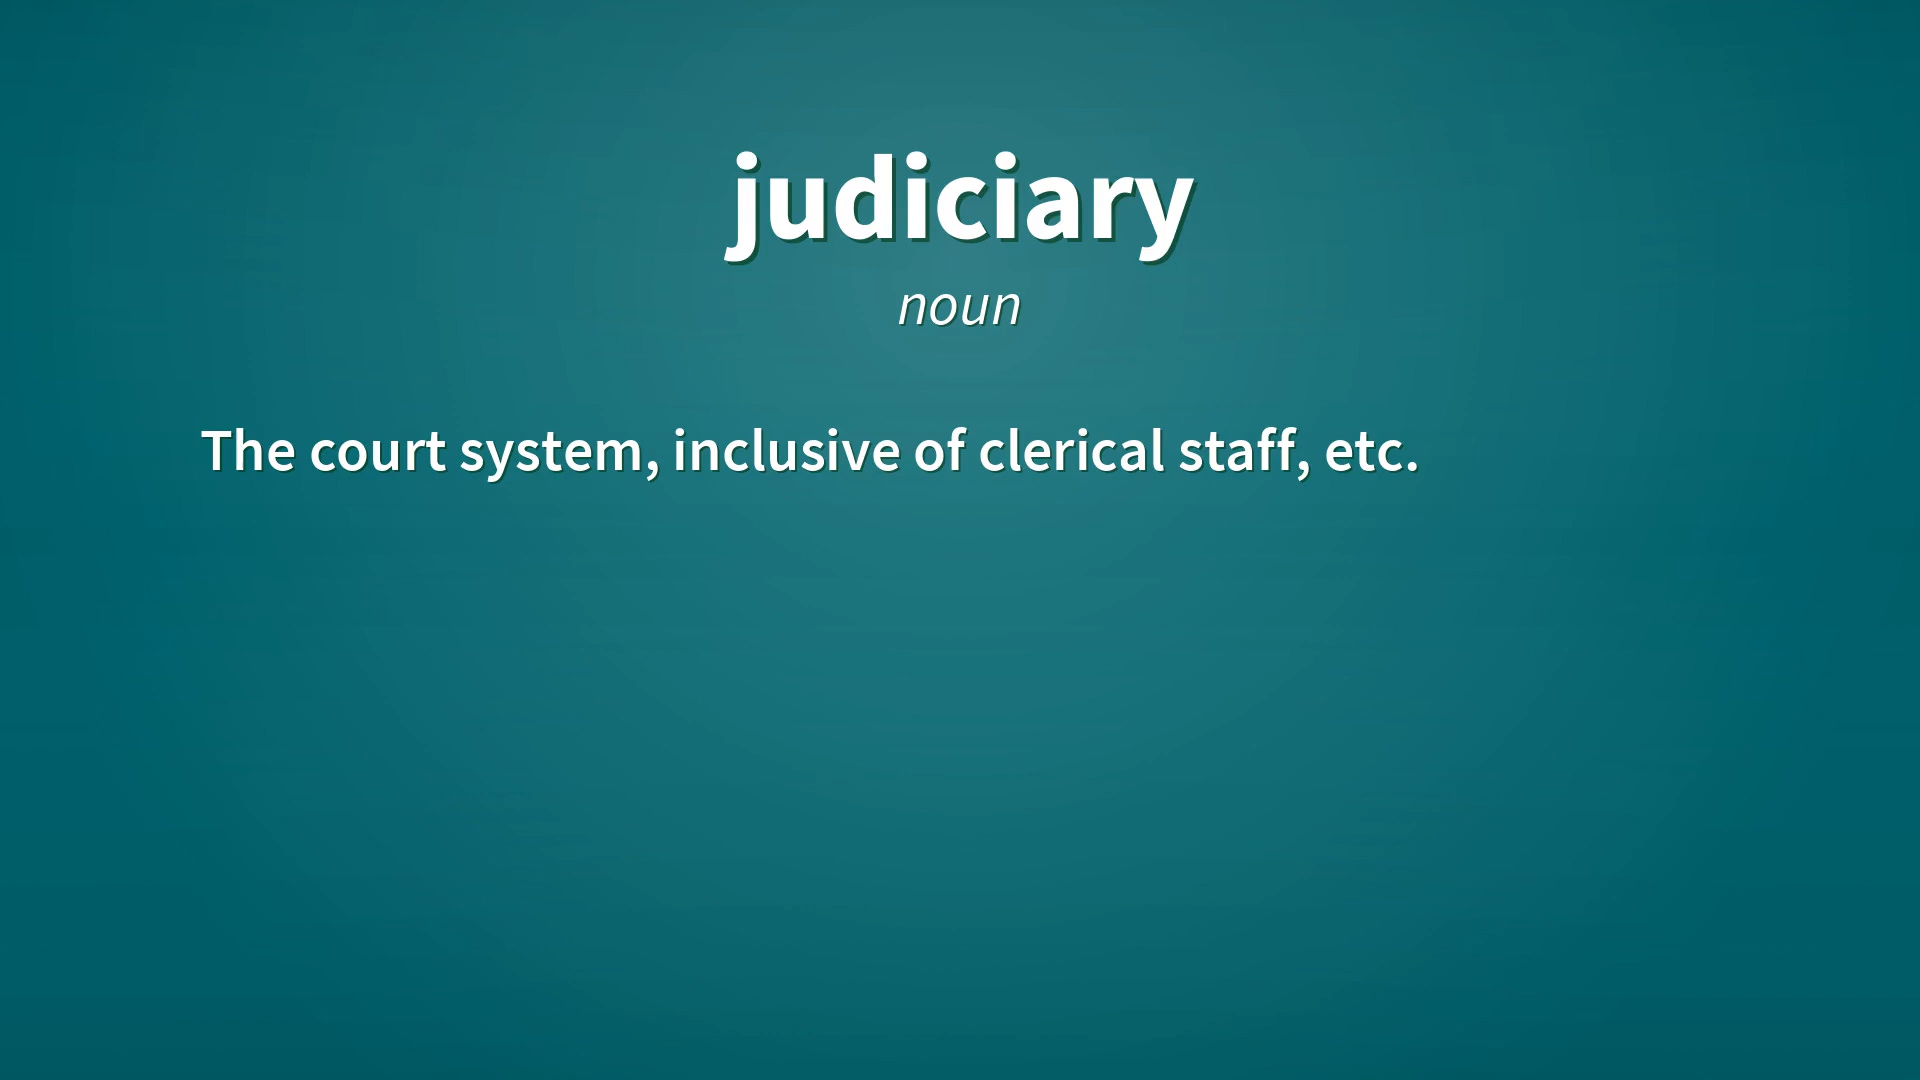 judiciary
noun
The court system, inclusive of clerical staff, etc.